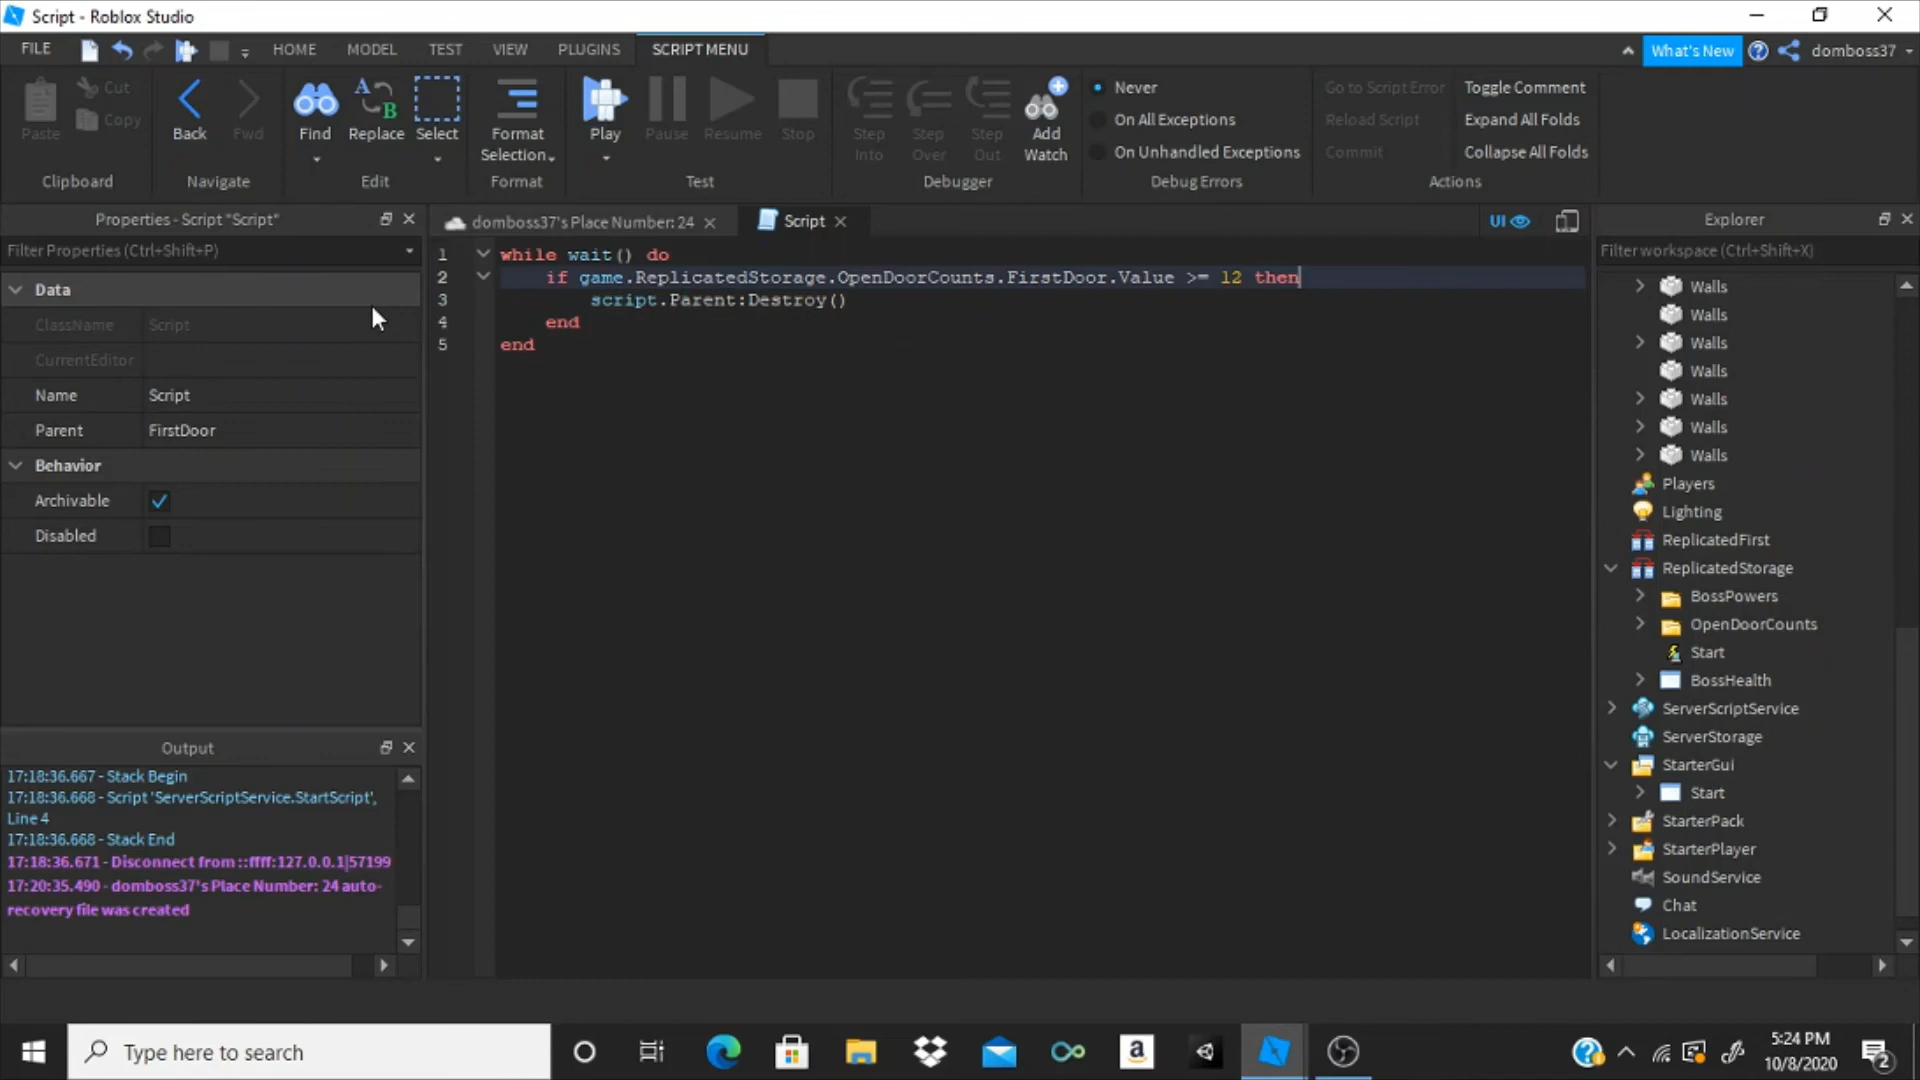 Script - Roblox Studio
FILE HOME MODEL TEST VIEW PLUGINS SCRIPT MENU What's New domboss37
Paste Cut Copy Clipboard
Back Fwd Navigate
Find Replace Select Edit
Format Selection Format
Play Pause Resume Stop Test
Step Into Step Over Step Out Add Watch Debugger
Never
On All Exceptions
On Unhandled Exceptions
Debug Errors
Go to Script Error Toggle Comment
Reload Script Expand All Folds
Commit Collapse All Folds
Actions
Properties - Script "Script"
Filter Properties (Ctrl+Shift+P)
Data
ClassName Script
CurrentEditor
Name Script
Parent FirstDoor
Behavior
Archivable
Disabled
Output
17:18:36.667 - Stack Begin
17:18:36.668 - Script 'ServerScriptService.StartScript',
Line 4
17:18:36.668 - Stack End
17:18:36.671 - Disconnect from ::ffff:127.0.0.1|57199
17:20:35.490 - domboss37's Place Number: 24 auto-
recovery file was created
domboss37's Place Number: 24 Script UI
1 while wait() do
2 if game.ReplicatedStorage.OpenDoorCounts.FirstDoor.Value >= 12 then
3 script.Parent:Destroy()
4 end
5 end
Explorer
Filter workspace (Ctrl+Shift+X)
Walls
Walls
Walls
Walls
Walls
Walls
Walls
Players
Lighting
ReplicatedFirst
ReplicatedStorage
BossPowers
OpenDoorCounts
Start
BossHealth
ServerScriptService
ServerStorage
StarterGui
Start
StarterPack
StarterPlayer
SoundService
Chat
LocalizationService
Type here to search
a
5:24 PM
10/8/2020
2